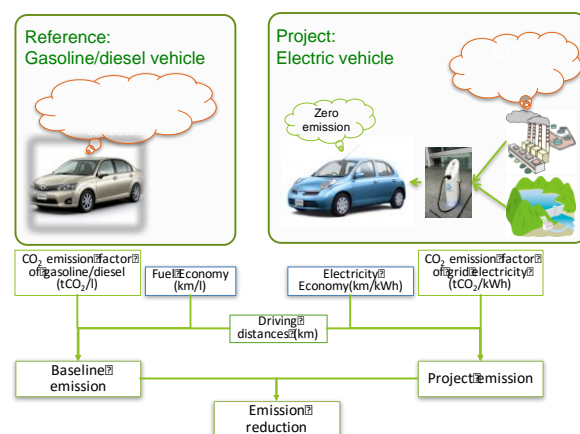 Reference:
Gasoline/diesel vehicle
Project:
Electric vehicle
Zero
emission
CO₂ emission factor
of gasoline/diesel
(tCO₂/l)
Fuel Economy
(km/l)
Electricity
Economy(km/kWh)
CO₂ emission factor
of grid electricity
(tCO₂/kWh)
Driving
distances (km)
Baseline
emission
Project emission
Emission
reduction